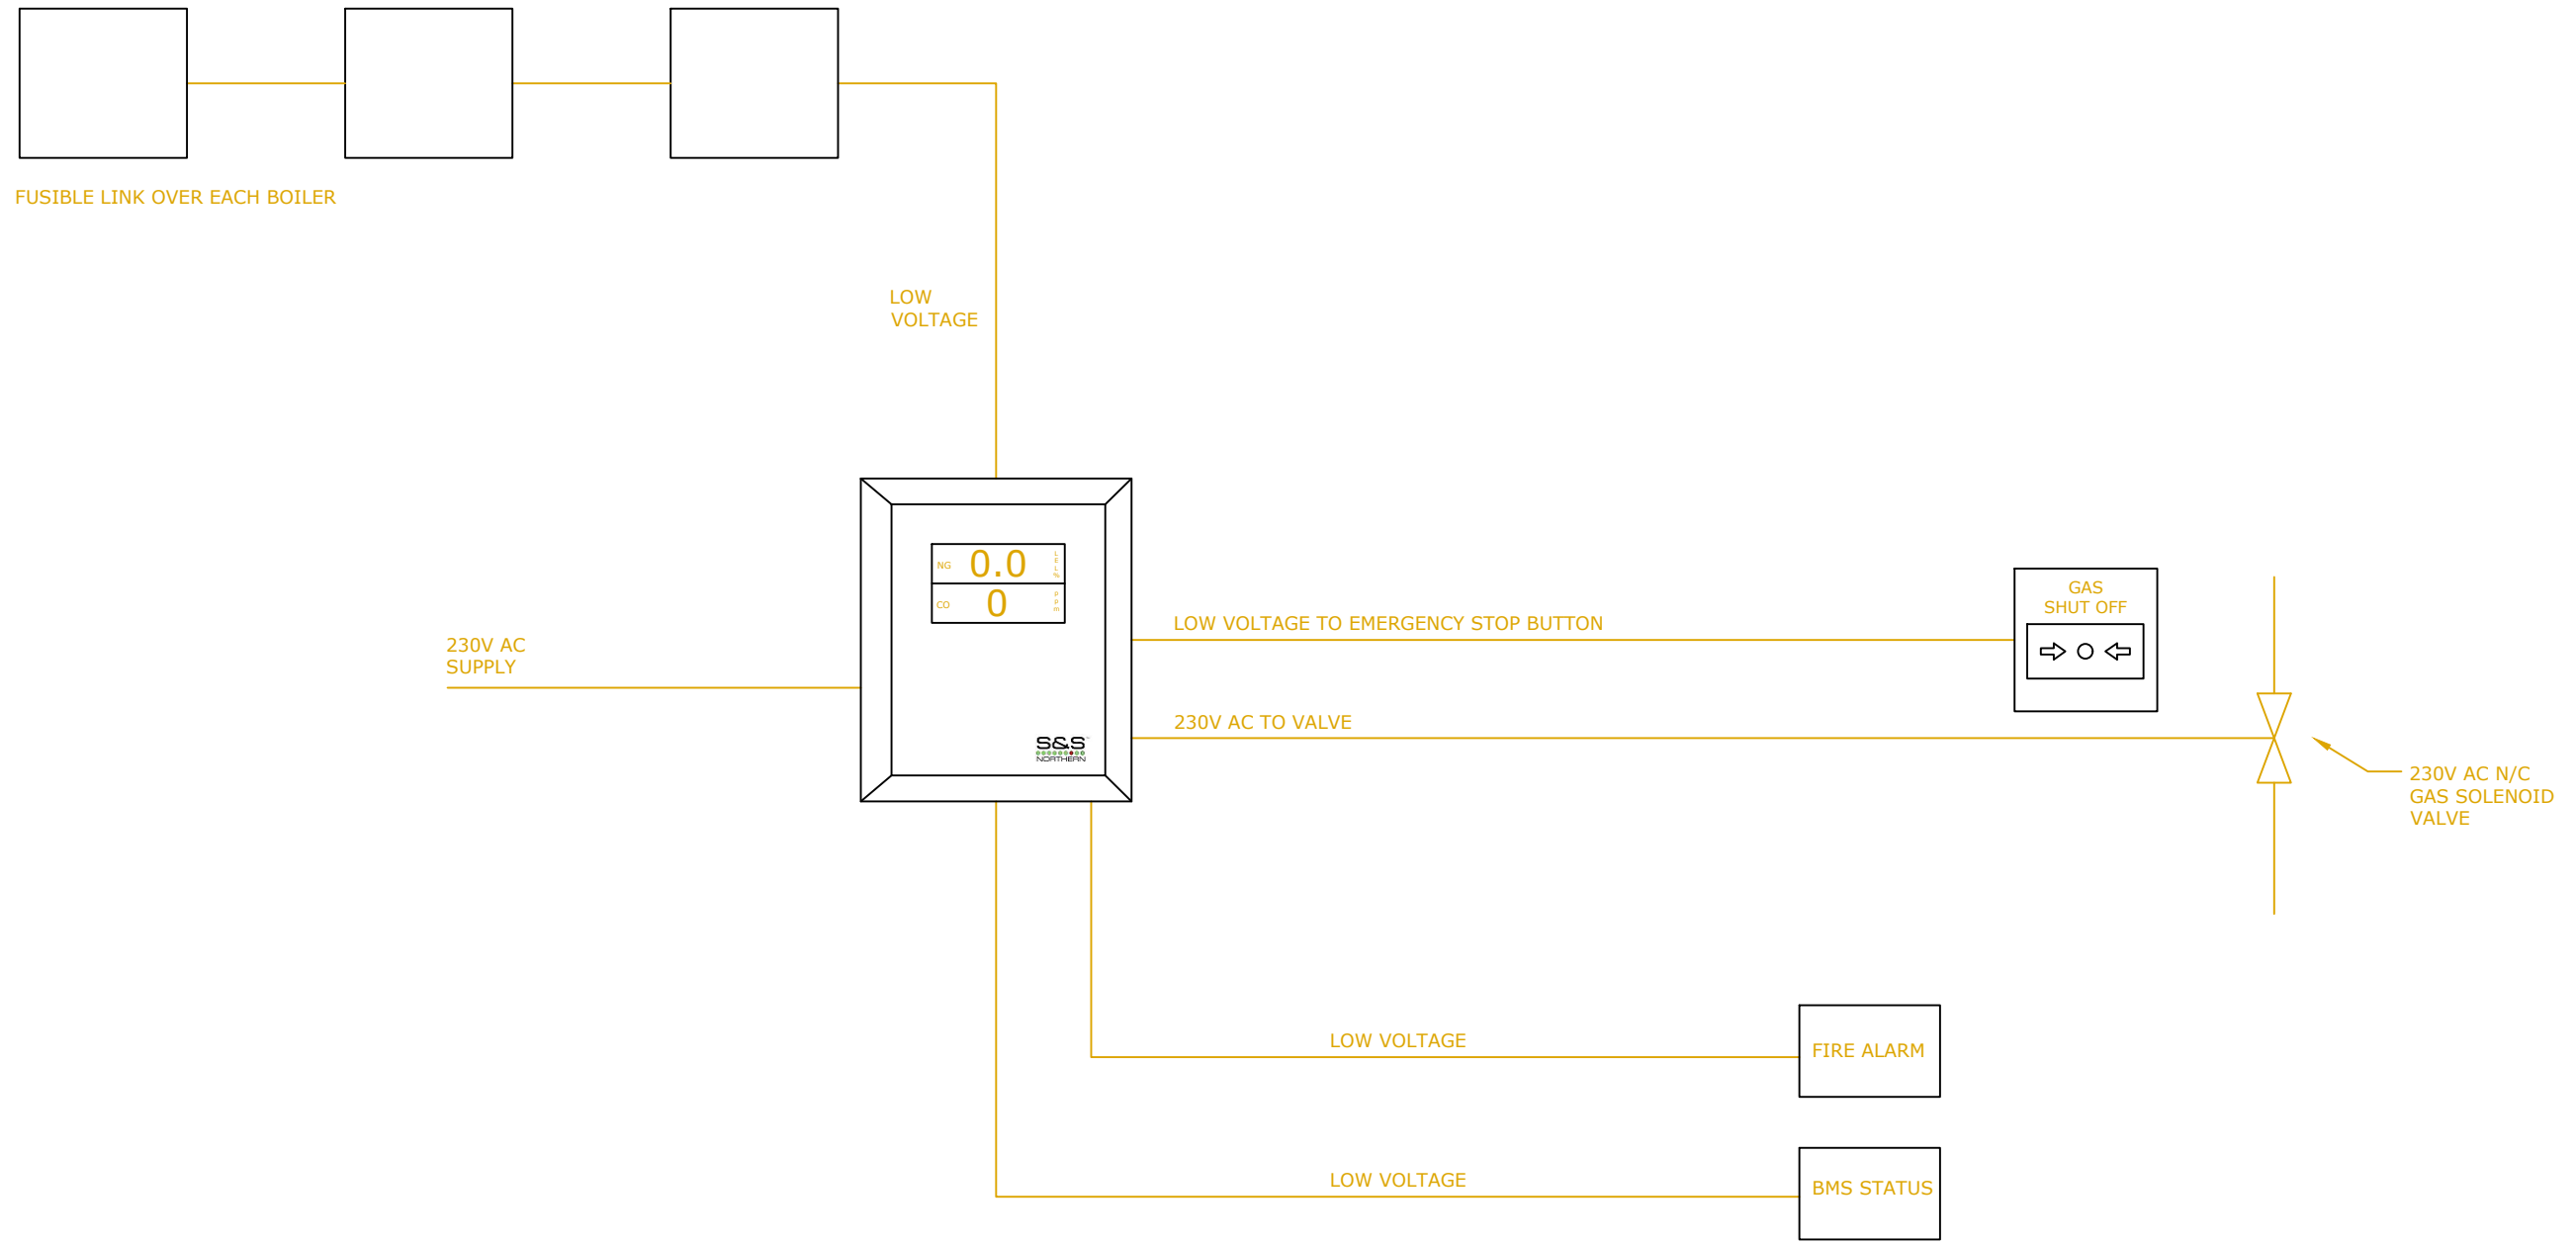 FUSIBLE LINK OVER EACH BOILER
LOW
VOLTAGE
NG 0.0 LEL%
CO 0 ppm
S&S
NORTHERN
230V AC
SUPPLY
LOW VOLTAGE TO EMERGENCY STOP BUTTON
230V AC TO VALVE
GAS
SHUT OFF
230V AC N/C
GAS SOLENOID
VALVE
LOW VOLTAGE
FIRE ALARM
LOW VOLTAGE
BMS STATUS